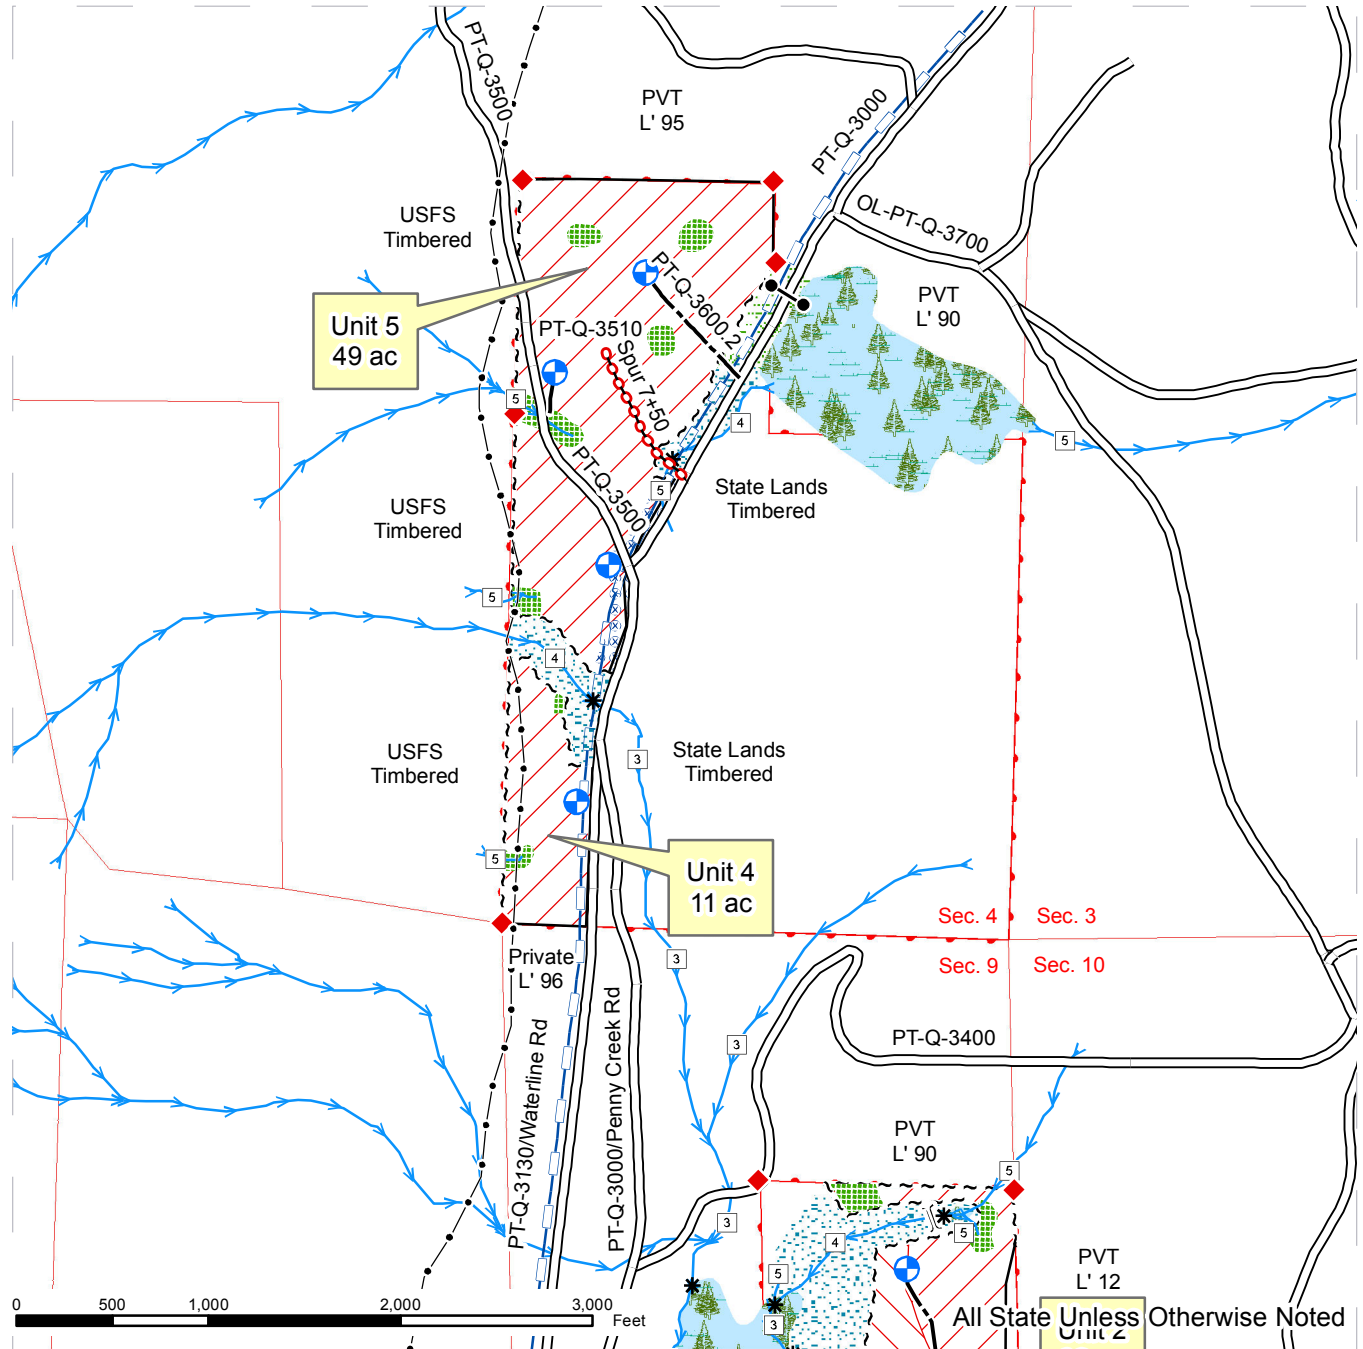 PT-Q-3500
PVT
L' 95
PT-Q-3000
USFS
Timbered
OL-PT-Q-3700
PT-Q-3600.2
PVT
L' 90
Unit 5
49 ac
PT-Q-3510
Spur 7+50
5
4
5
PT-Q-3500
5
State Lands
Timbered
USFS
Timbered
5
4
USFS
Timbered
3
State Lands
Timbered
5
Unit 4
11 ac
Sec. 4
Sec. 3
Sec. 9
Sec. 10
Private
L' 96
3
3
PT-Q-3400
PT-Q-3130/Waterline Rd
PT-Q-3000/Penny Creek Rd
PVT
L' 90
5
3
4
5
5
3
PVT
L' 12
Unit 2
All State Unless Otherwise Noted
0 500 1,000 2,000 3,000
Feet